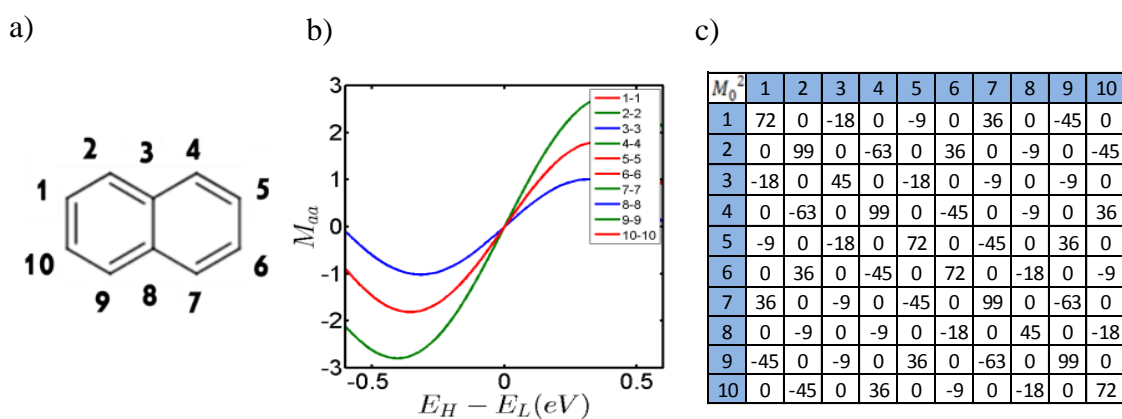 a)
b)
c)
2 3 4
1 5
10 6
9 8 7
3
2
1
0
-1
-2
-3
M_{aa}
-0.5 0 0.5
E_H − E_L(eV)
1-1
2-2
3-3
4-4
5-5
6-6
7-7
8-8
9-9
10-10
M_0^2 1 2 3 4 5 6 7 8 9 10
1 72 0 -18 0 -9 0 36 0 -45 0
2 0 99 0 -63 0 36 0 -9 0 -45
3 -18 0 45 0 -18 0 -9 0 -9 0
4 0 -63 0 99 0 -45 0 -9 0 36
5 -9 0 -18 0 72 0 -45 0 36 0
6 0 36 0 -45 0 72 0 -18 0 -9
7 36 0 -9 0 -45 0 99 0 -63 0
8 0 -9 0 -9 0 -18 0 45 0 -18
9 -45 0 -9 0 36 0 -63 0 99 0
10 0 -45 0 36 0 -9 0 -18 0 72